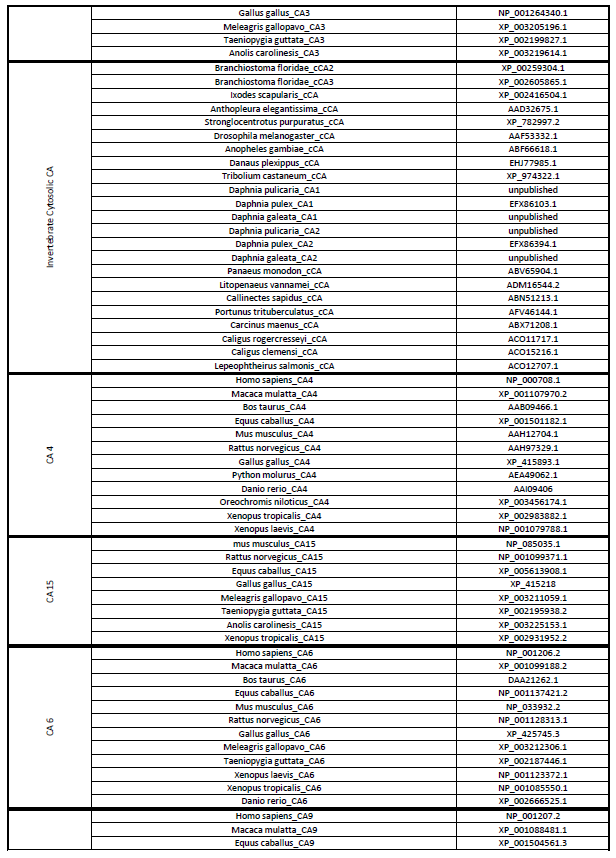 Gallus gallus_CA3 NP_001264340.1
Meleagris gallopavo_CA3 XP_003205196.1
Taeniopygia guttata_CA3 XP_002199827.1
Anolis carolinesis_CA3 XP_003219614.1
Invertebrate Cytosolic CA
Branchiostoma floridae_cCA2 XP_00259304.1
Branchiostoma floridae_cCA3 XP_002605865.1
Ixodes scapularis_cCA XP_002416504.1
Anthopleura elegantissima_cCA AAD32675.1
Stronglocentrotus purpuratus_cCA XP_782997.2
Drosophila melanogaster_cCA AAF53332.1
Anopheles gambiae_cCA ABF66618.1
Danaus plexippus_cCA EHJ77985.1
Tribolium castaneum_cCA XP_974322.1
Daphnia pulicaria_CA1 unpublished
Daphnia pulex_CA1 EFX86103.1
Daphnia galeata_CA1 unpublished
Daphnia pulicaria_CA2 unpublished
Daphnia pulex_CA2 EFX86394.1
Daphnia galeata_CA2 unpublished
Panaeus monodon_cCA ABV65904.1
Litopenaeus vannamei_cCA ADM16544.2
Callinectes sapidus_cCA ABN51213.1
Portunus trituberculatus_cCA AFV46144.1
Carcinus maenus_cCA ABX71208.1
Caligus rogercresseyi_cCA ACO11717.1
Caligus clemensi_cCA ACO15216.1
Lepeophtheirus salmonis_cCA ACO12707.1
CA 4
Homo sapiens_CA4 NP_000708.1
Macaca mulatta_CA4 XP_001107970.2
Bos taurus_CA4 AAB09466.1
Equus caballus_CA4 XP_001501182.1
Mus musculus_CA4 AAH12704.1
Rattus norvegicus_CA4 AAH97329.1
Gallus gallus_CA4 XP_415893.1
Python molurus_CA4 AEA49062.1
Danio rerio_CA4 AAI09406
Oreochromis niloticus_CA4 XP_003456174.1
Xenopus tropicalis_CA4 XP_002983882.1
Xenopus laevis_CA4 NP_001079788.1
CA15
mus musculus_CA15 NP_085035.1
Rattus norvegicus_CA15 NP_001099371.1
Equus caballus_CA15 XP_005613908.1
Gallus gallus_CA15 XP_415218
Meleagris gallopavo_CA15 XP_003211059.1
Taeniopygia guttata_CA15 XP_002195938.2
Anolis carolinesis_CA15 XP_003225153.1
Xenopus tropicalis_CA15 XP_002931952.2
CA 6
Homo sapiens_CA6 NP_001206.2
Macaca mulatta_CA6 XP_001099188.2
Bos taurus_CA6 DAA21262.1
Equus caballus_CA6 NP_001137421.2
Mus musculus_CA6 NP_033932.2
Rattus norvegicus_CA6 NP_001128313.1
Gallus gallus_CA6 XP_425745.3
Meleagris gallopavo_CA6 XP_003212306.1
Taeniopygia guttata_CA6 XP_002187446.1
Xenopus laevis_CA6 NP_001123372.1
Xenopus tropicalis_CA6 NP_001085550.1
Danio rerio_CA6 XP_002666525.1
Homo sapiens_CA9 NP_001207.2
Macaca mulatta_CA9 XP_001088481.1
Equus caballus_CA9 XP_001504561.3